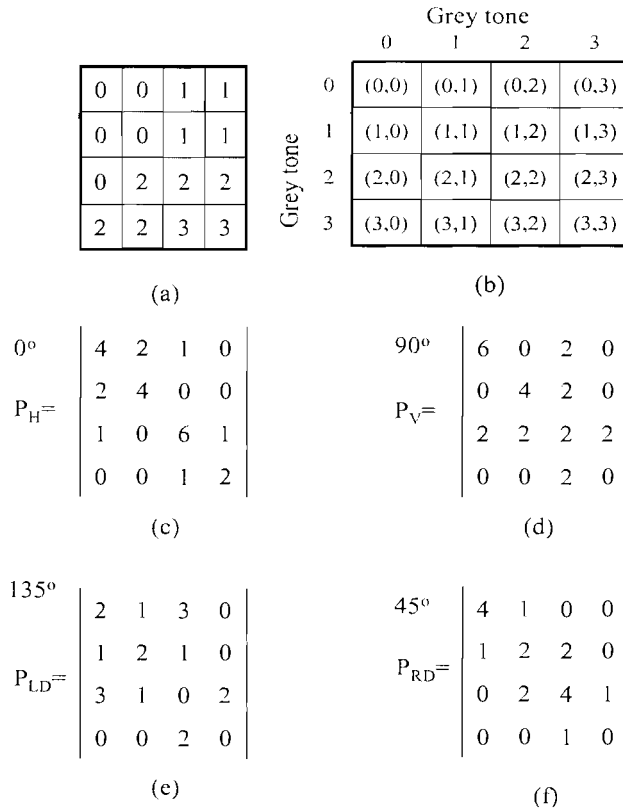 Grey tone
0 1 2 3
0 0 1 1
0 0 1 1
0 2 2 2
2 2 3 3
(a)
Grey tone
0 (0,0) (0,1) (0,2) (0,3)
1 (1,0) (1,1) (1,2) (1,3)
2 (2,0) (2,1) (2,2) (2,3)
3 (3,0) (3,1) (3,2) (3,3)
(b)
0°
P_H=
4 2 1 0
2 4 0 0
1 0 6 1
0 0 1 2
(c)
90°
P_V=
6 0 2 0
0 4 2 0
2 2 2 2
0 0 2 0
(d)
135°
P_LD=
2 1 3 0
1 2 1 0
3 1 0 2
0 0 2 0
(e)
45°
P_RD=
4 1 0 0
1 2 2 0
0 2 4 1
0 0 1 0
(f)